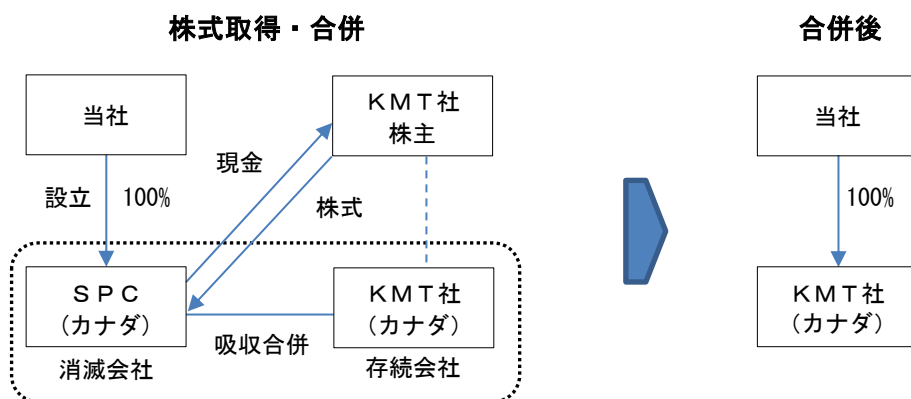 株式取得・合併
合併後
当社
ＫＭＴ社
株主
当社
現金
設立
100%
株式
100%
ＳＰＣ
（カナダ）
ＫＭＴ社
（カナダ）
ＫＭＴ社
（カナダ）
吸収合併
消滅会社
存続会社